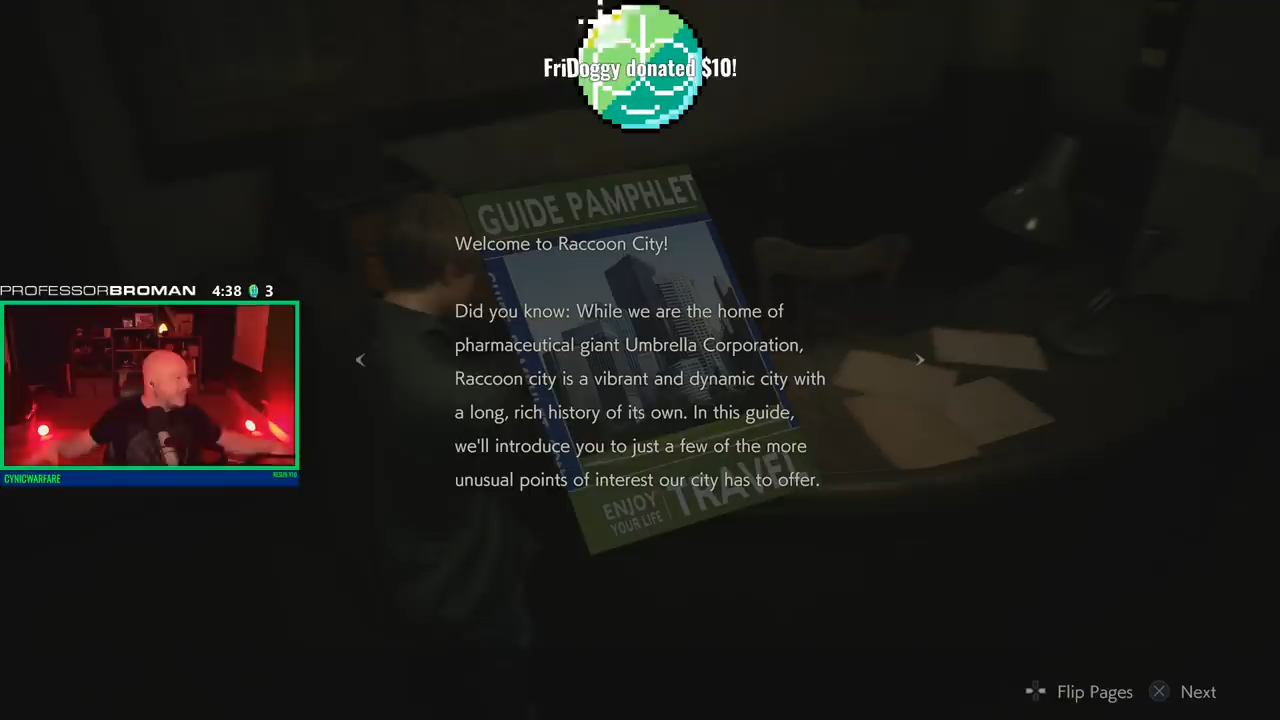 FriDoggy donated $10!
GUIDE PAMPHLET
Welcome to Raccoon City!
PROFESSORBROMAN 4:38 3
Did you know: While we are the home of
pharmaceutical giant Umbrella Corporation,
Raccoon city is a vibrant and dynamic city with
a long, rich history of its own. In this guide,
we'll introduce you to just a few of the more
unusual points of interest our city has to offer.
CYNICWARFARE
ENJOY
YOUR LIFE
TRAVEL
Flip Pages
Next